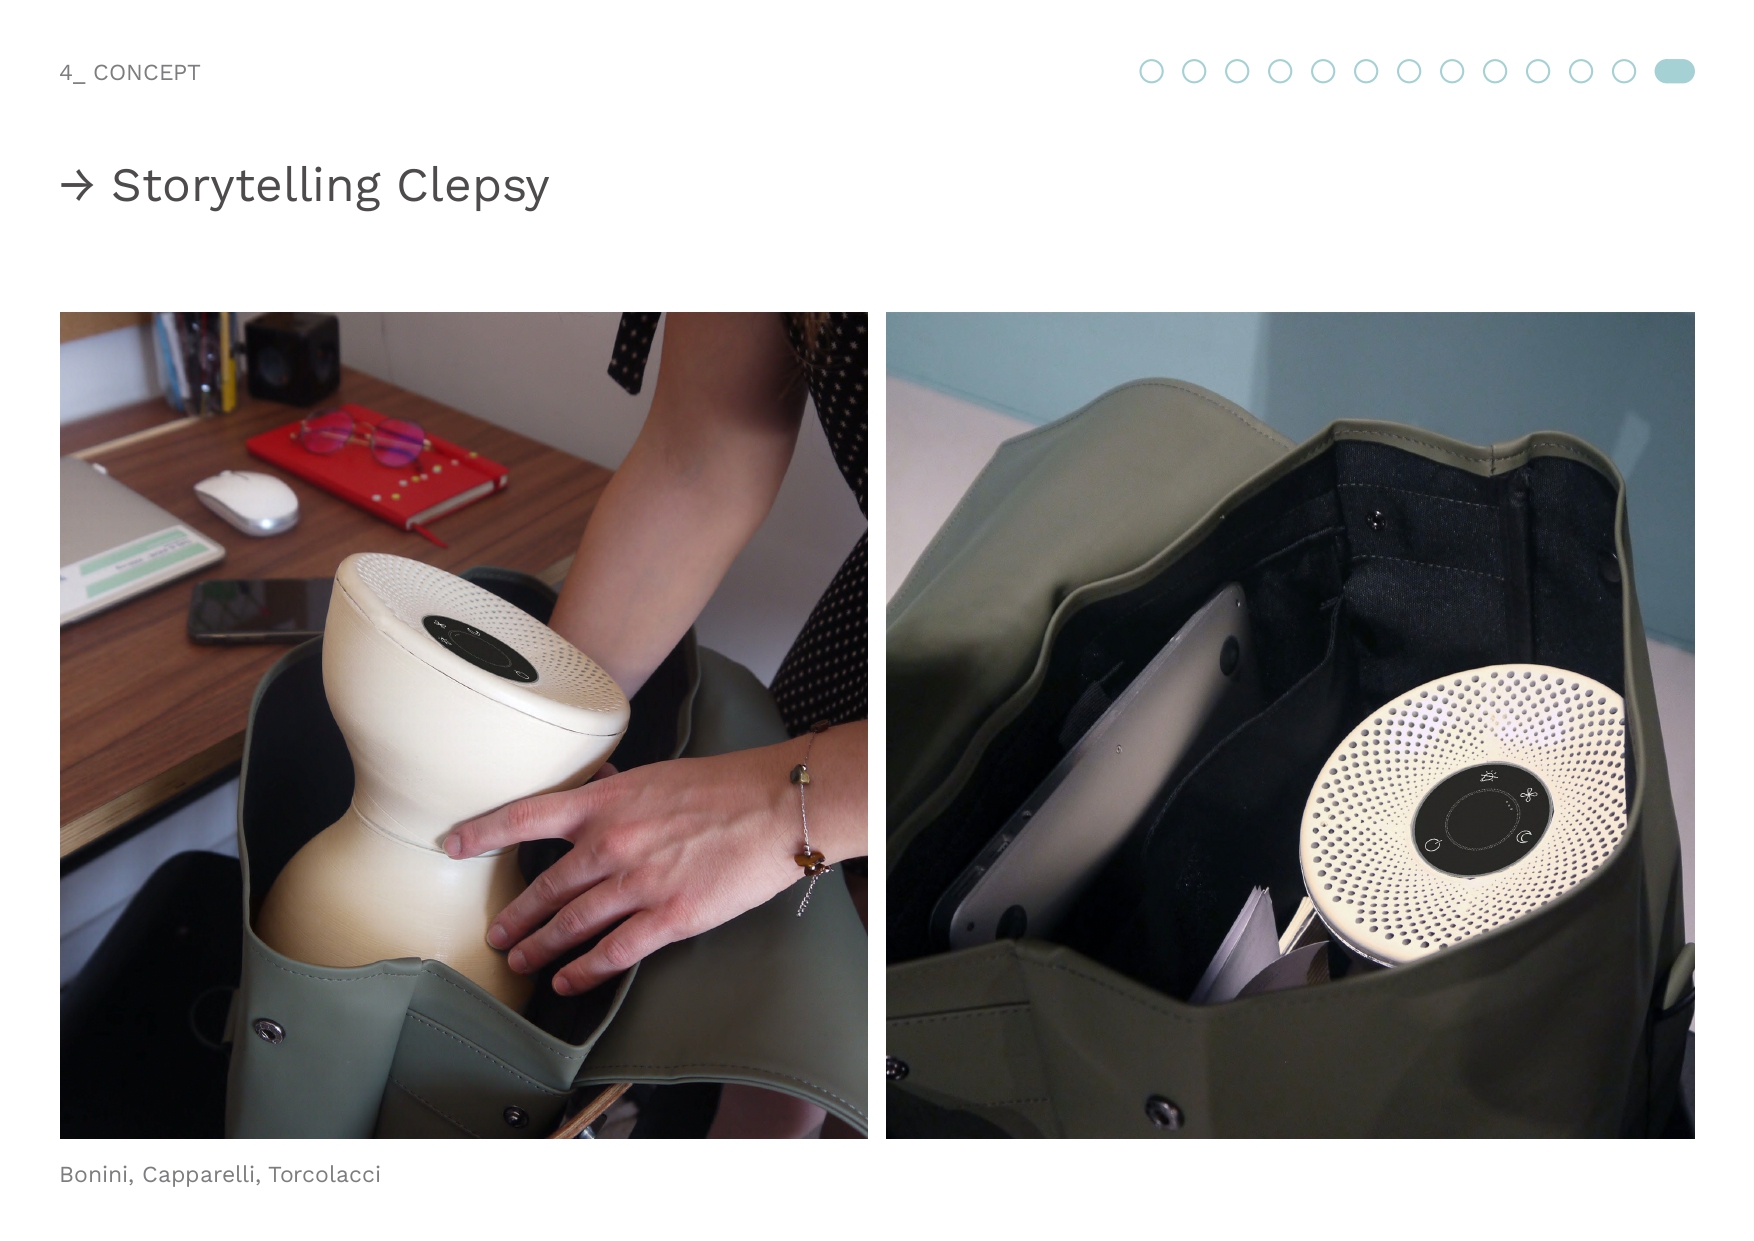 4_ CONCEPT
→ Storytelling Clepsy
Bonini, Capparelli, Torcolacci